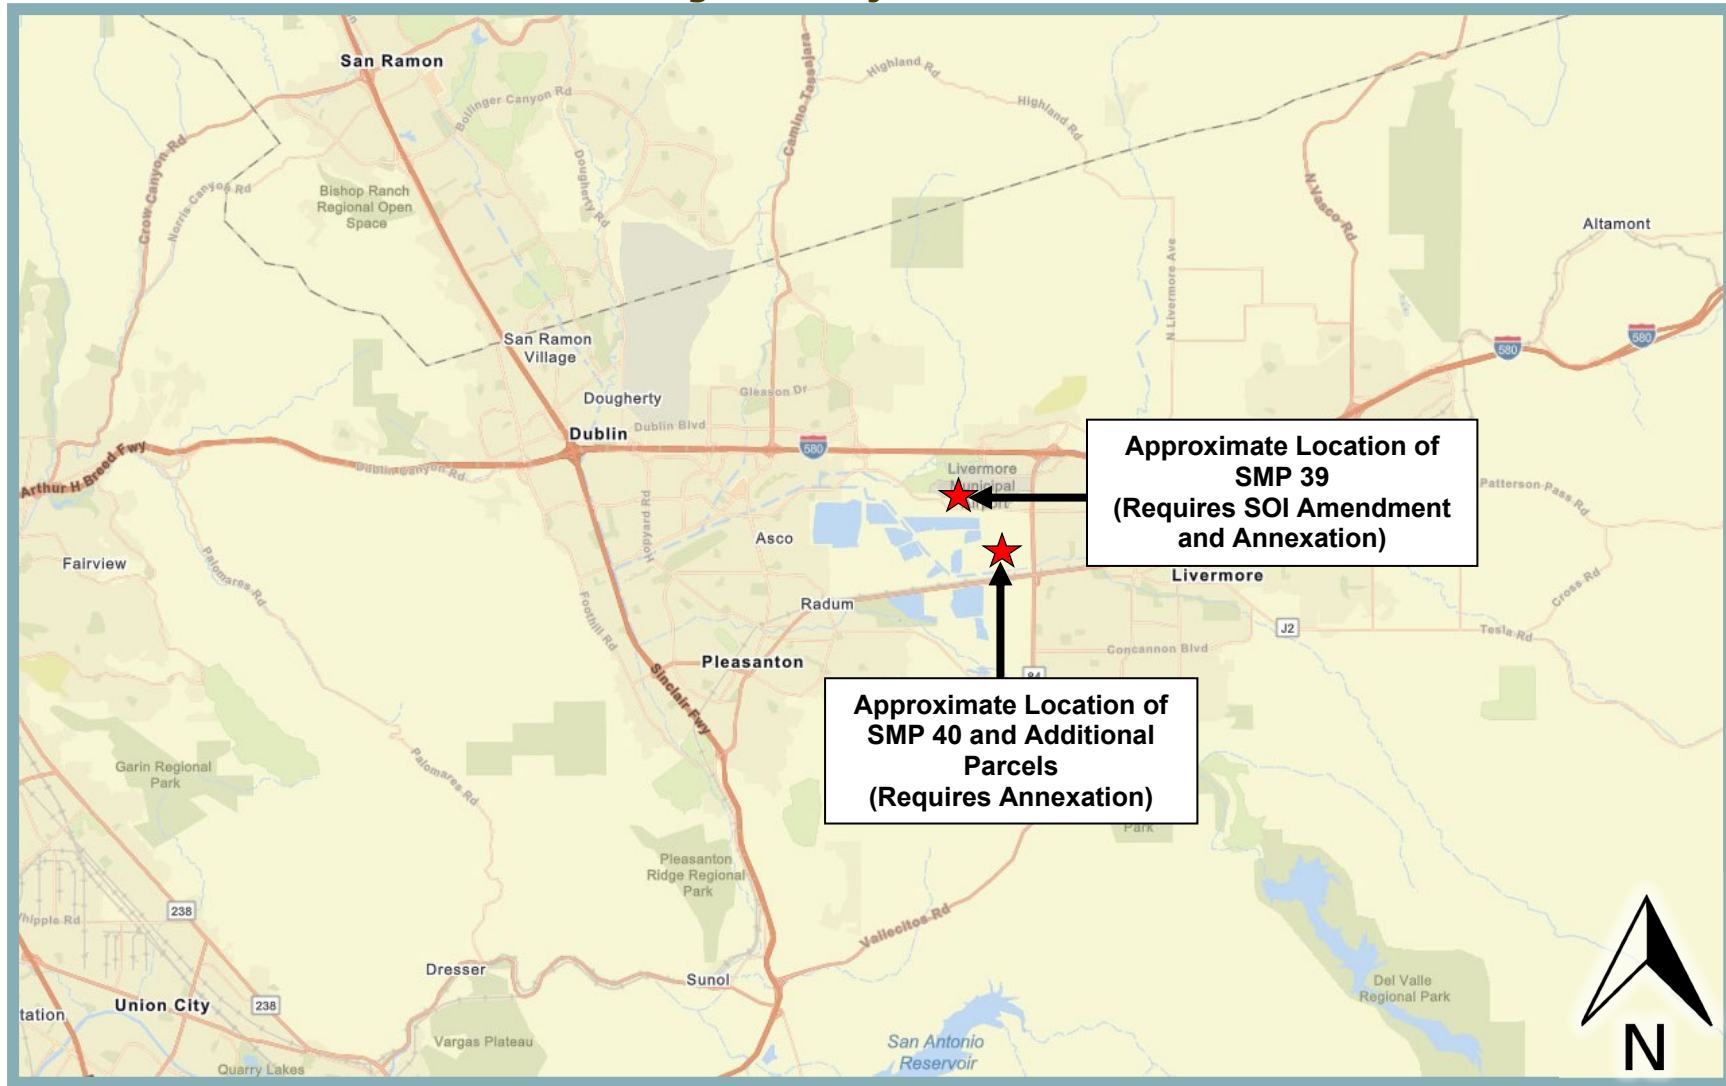 San Ramon
Highland Rd
Camino Tassajara
Bollinger Canyon Rd
Highland Rd
Crow Canyon Rd
Norris Canyon Rd
Dougherty Rd
Bishop Ranch
Regional Open
Space
N Vasco Rd
Altamont
N Livermore Ave
San Ramon
Village
580
580
Dougherty
Gleason Dr
Dublin
Dublin Blvd
580
Arthur H Breed Fwy
Dublin Canyon Rd
Livermore
Municipal
Approximate Location of
SMP 39
(Requires SOI Amendment
and Annexation)
Patterson Pass Rd
Hopyard Rd
Asco
Fairview
Palomares Rd
Livermore
Foothill Rd
Radum
Cross Rd
J2
Tesla Rd
Concannon Blvd
Pleasanton
84
Sinclair Fwy
Approximate Location of
SMP 40 and Additional
Parcels
(Requires Annexation)
Park
Garin Regional
Park
Palomares Rd
Pleasanton
Ridge Regional
Park
238
Vallecitos Rd
Dresser
Sunol
Del Valle
Regional Park
Union City
238
San Antonio
Reservoir
Vargas Plateau
Quarry Lakes
N